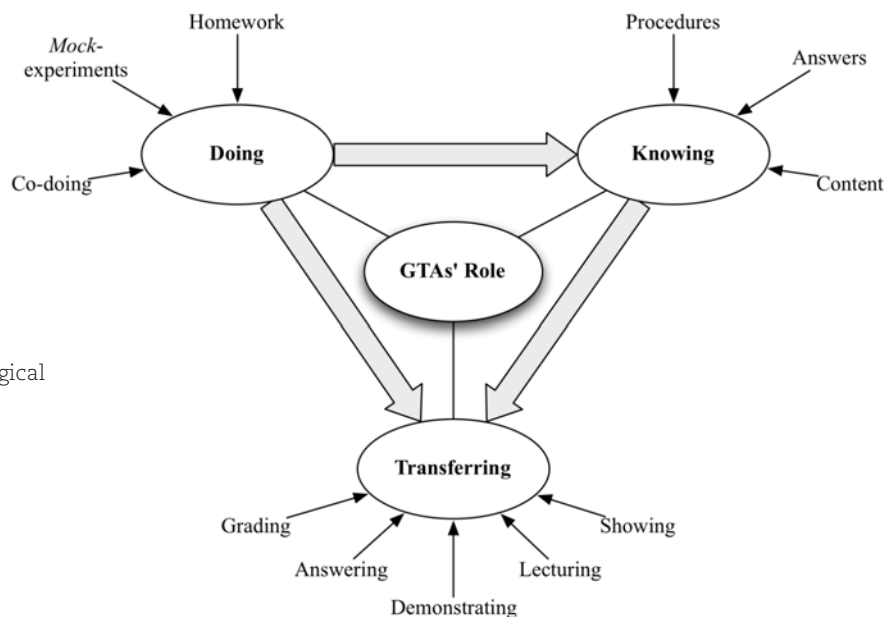 Homework
Procedures
Mock-
experiments
Answers
Doing
Knowing
Co-doing
Content
GTAs' Role
gical
Transferring
Grading
Showing
Answering
Lecturing
Demonstrating